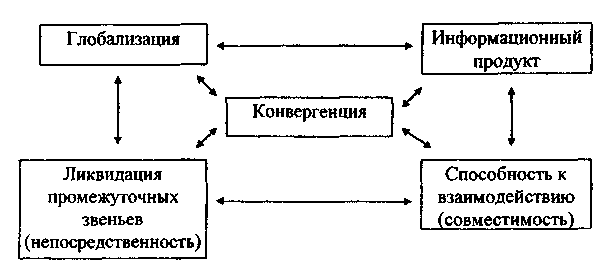 Глобализация
Информационный
продукт
Конвергенция
Ликвидация
промежуточных
звеньев
(непосредственность)
Способность к
взаимодействию
(совместимость)